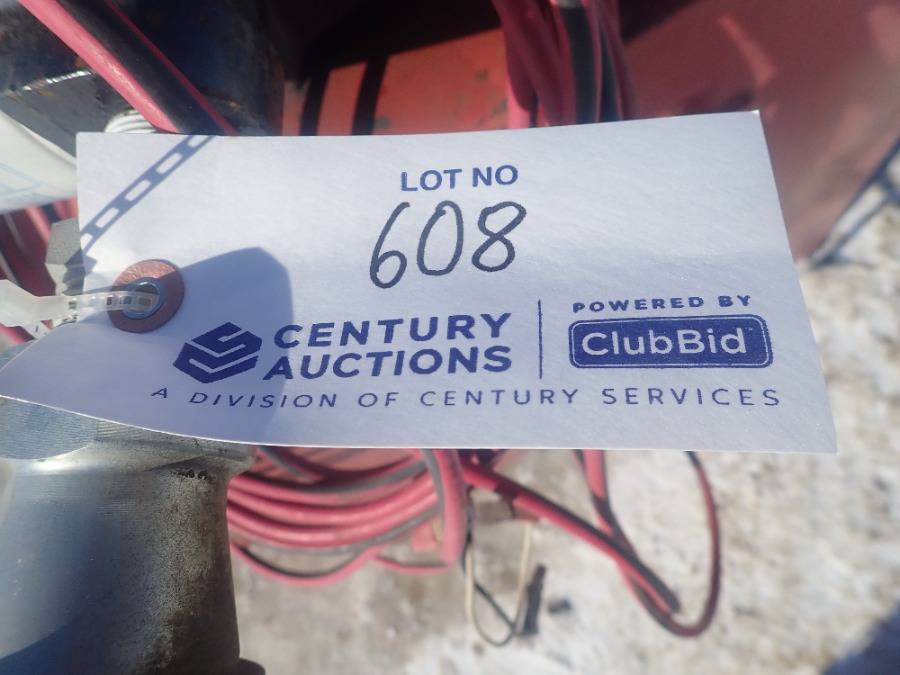 LOT NO
608
CENTURY
AUCTIONS
POWERED BY
ClubBid
A DIVISION OF CENTURY SERVICES